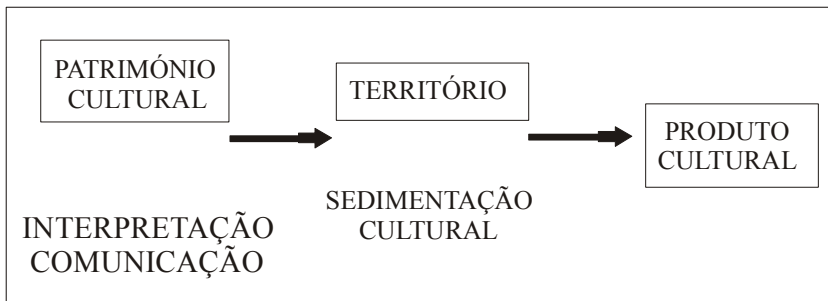 PATRIMÓNIO
CULTURAL
TERRITÓRIO
PRODUTO
CULTURAL
SEDIMENTAÇÃO
CULTURAL
INTERPRETAÇÃO
COMUNICAÇÃO